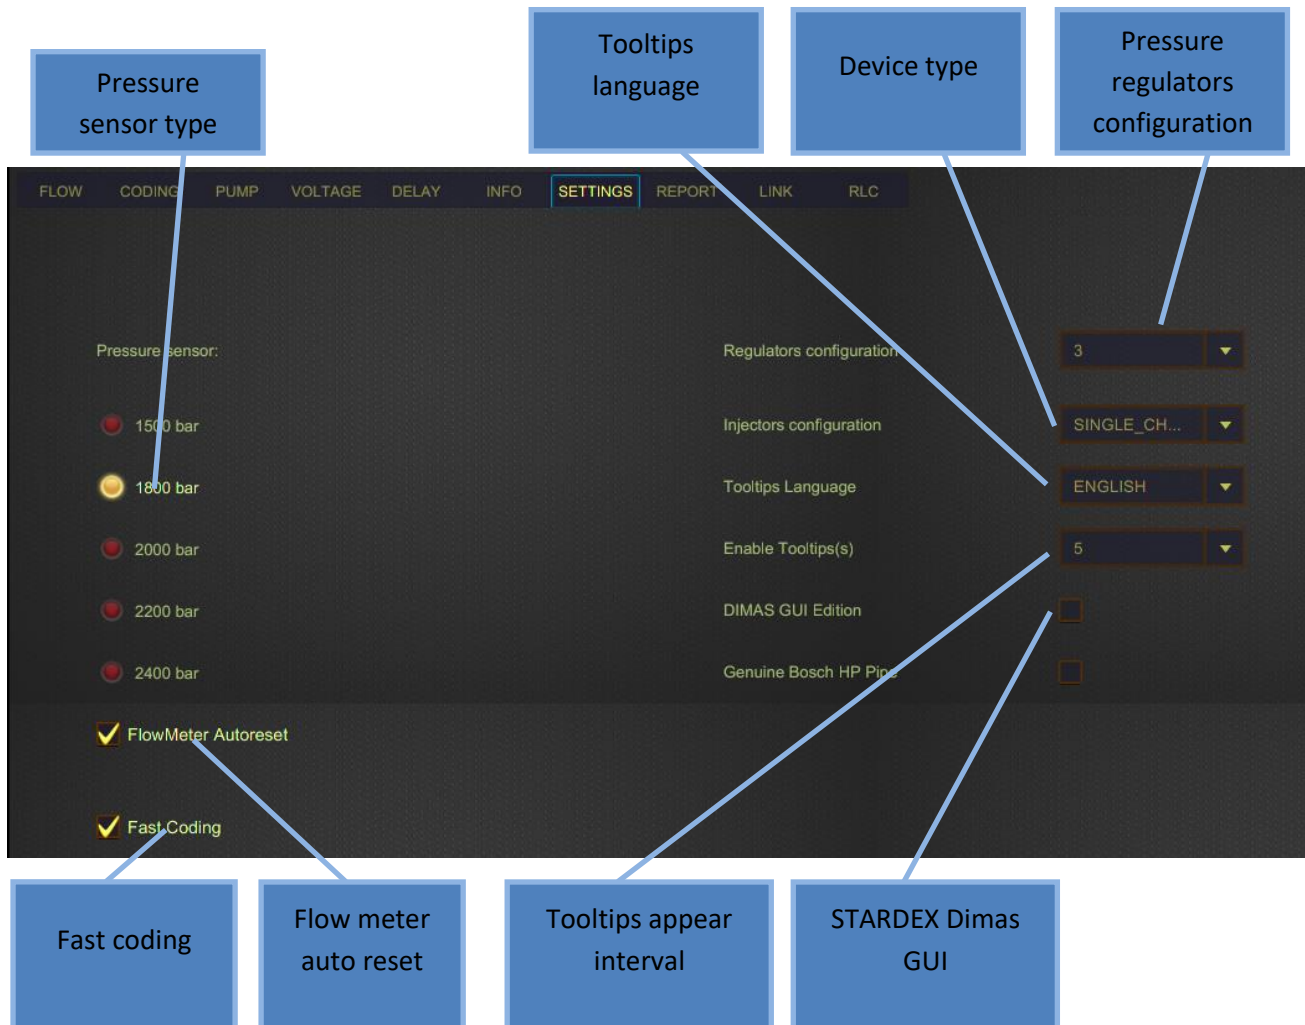 Pressure
sensor type
Tooltips
language
Device type
Pressure
regulators
configuration
FLOW CODING PUMP VOLTAGE DELAY INFO SETTINGS REPORT LINK RLC
Pressure sensor:
1500 bar
1800 bar
2000 bar
2200 bar
2400 bar
FlowMeter Autoreset
Fast Coding
Regulators configuration 3
Injectors configuration SINGLE_CH...
Tooltips Language ENGLISH
Enable Tooltips(s) 5
DIMAS GUI Edition
Genuine Bosch HP Pipe
Fast coding
Flow meter
auto reset
Tooltips appear
interval
STARDEX Dimas
GUI